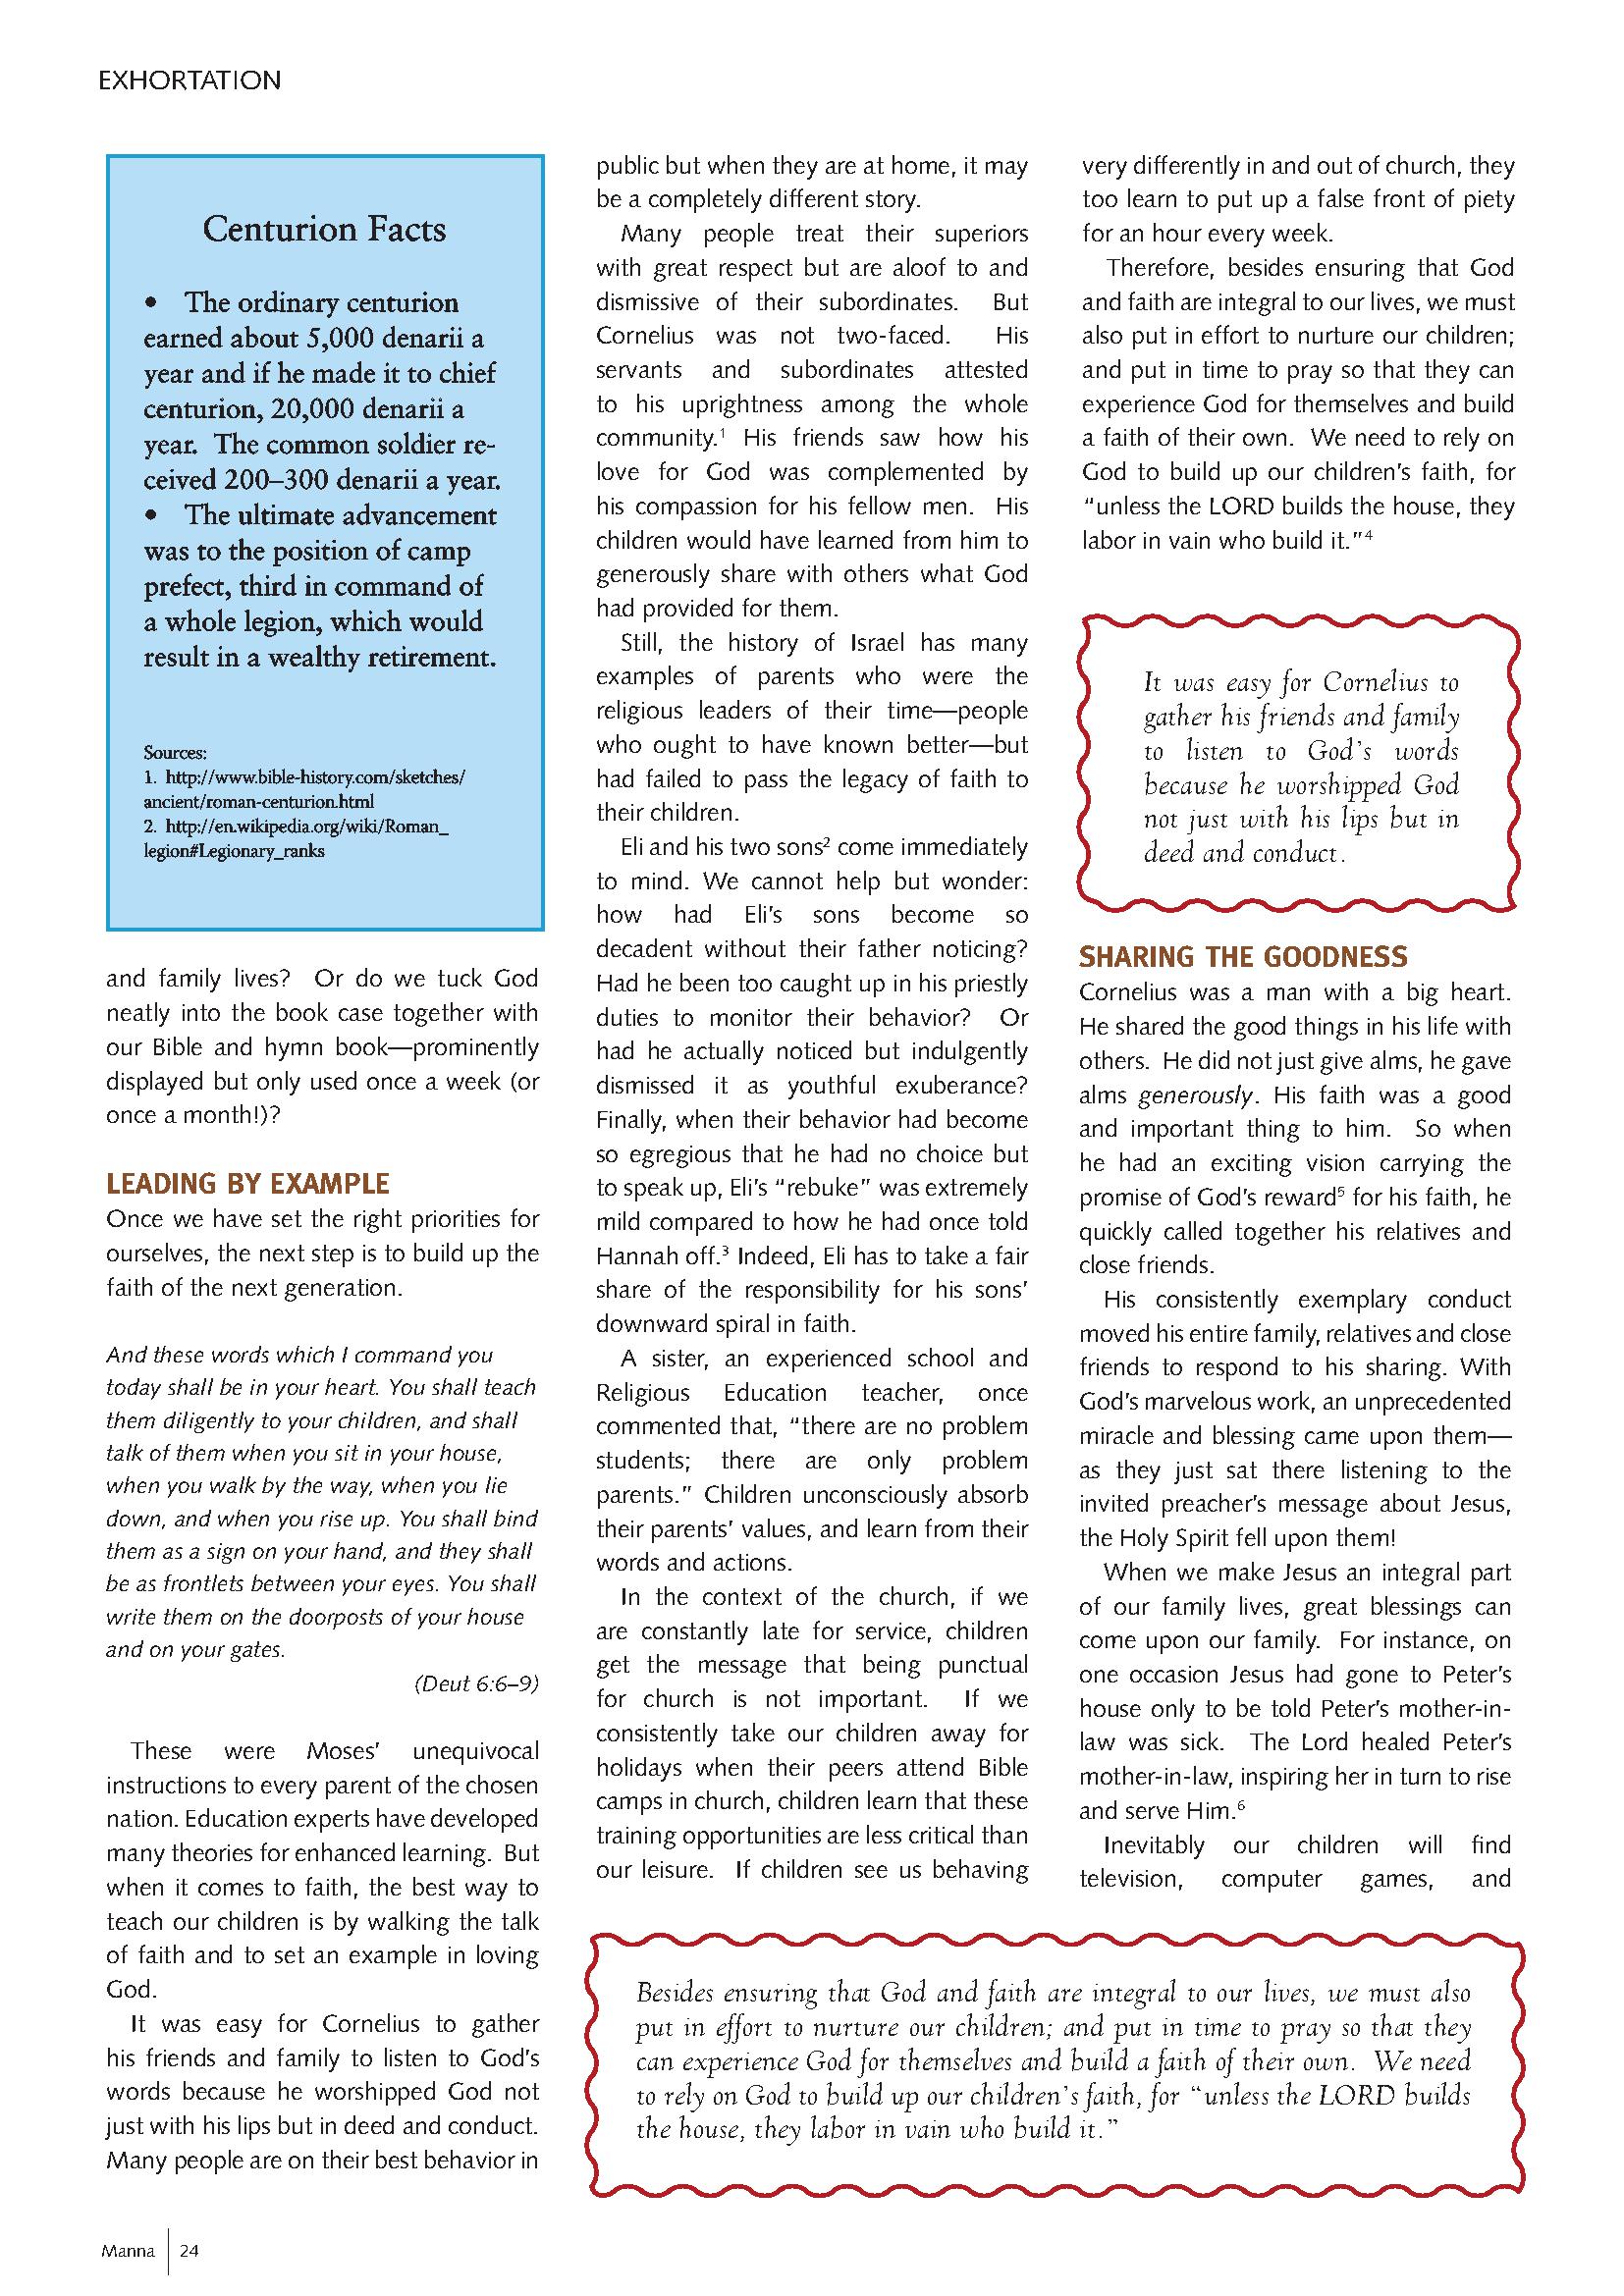 EXHORTATION
Centurion Facts
• The ordinary centurion
earned about 5,000 denarii a
year and if he made it to chief
centurion, 20,000 denarii a
year. The common soldier re-
ceived 200–300 denarii a year.
• The ultimate advancement
was to the position of camp
prefect, third in command of
a whole legion, which would
result in a wealthy retirement.
Sources:
1. http://www.bible-history.com/sketches/
ancient/roman-centurion.html
2. http://en.wikipedia.org/wiki/Roman_
legion#Legionary_ranks
and family lives? Or do we tuck God
neatly into the book case together with
our Bible and hymn book—prominently
displayed but only used once a week (or
once a month!)?
LEADING BY EXAMPLE
Once we have set the right priorities for
ourselves, the next step is to build up the
faith of the next generation.
And these words which I command you
today shall be in your heart. You shall teach
them diligently to your children, and shall
talk of them when you sit in your house,
when you walk by the way, when you lie
down, and when you rise up. You shall bind
them as a sign on your hand, and they shall
be as frontlets between your eyes. You shall
write them on the doorposts of your house
and on your gates.
(Deut 6:6–9)
These were Moses' unequivocal
instructions to every parent of the chosen
nation. Education experts have developed
many theories for enhanced learning. But
when it comes to faith, the best way to
teach our children is by walking the talk
of faith and to set an example in loving
God.
It was easy for Cornelius to gather
his friends and family to listen to God's
words because he worshipped God not
just with his lips but in deed and conduct.
Many people are on their best behavior in
public but when they are at home, it may
be a completely different story.
Many people treat their superiors
with great respect but are aloof to and
dismissive of their subordinates. But
Cornelius was not two-faced. His
servants and subordinates attested
to his uprightness among the whole
community.¹ His friends saw how his
love for God was complemented by
his compassion for his fellow men. His
children would have learned from him to
generously share with others what God
had provided for them.
Still, the history of Israel has many
examples of parents who were the
religious leaders of their time—people
who ought to have known better—but
had failed to pass the legacy of faith to
their children.
Eli and his two sons² come immediately
to mind. We cannot help but wonder:
how had Eli's sons become so
decadent without their father noticing?
Had he been too caught up in his priestly
duties to monitor their behavior? Or
had he actually noticed but indulgently
dismissed it as youthful exuberance?
Finally, when their behavior had become
so egregious that he had no choice but
to speak up, Eli's "rebuke" was extremely
mild compared to how he had once told
Hannah off.³ Indeed, Eli has to take a fair
share of the responsibility for his sons'
downward spiral in faith.
A sister, an experienced school and
Religious Education teacher, once
commented that, "there are no problem
students; there are only problem
parents." Children unconsciously absorb
their parents' values, and learn from their
words and actions.
In the context of the church, if we
are constantly late for service, children
get the message that being punctual
for church is not important. If we
consistently take our children away for
holidays when their peers attend Bible
camps in church, children learn that these
training opportunities are less critical than
our leisure. If children see us behaving
very differently in and out of church, they
too learn to put up a false front of piety
for an hour every week.
Therefore, besides ensuring that God
and faith are integral to our lives, we must
also put in effort to nurture our children;
and put in time to pray so that they can
experience God for themselves and build
a faith of their own. We need to rely on
God to build up our children's faith, for
"unless the LORD builds the house, they
labor in vain who build it."⁴
It was easy for Cornelius to
gather his friends and family
to listen to God's words
because he worshipped God
not just with his lips but in
deed and conduct.
SHARING THE GOODNESS
Cornelius was a man with a big heart.
He shared the good things in his life with
others. He did not just give alms, he gave
alms generously. His faith was a good
and important thing to him. So when
he had an exciting vision carrying the
promise of God's reward⁵ for his faith, he
quickly called together his relatives and
close friends.
His consistently exemplary conduct
moved his entire family, relatives and close
friends to respond to his sharing. With
God's marvelous work, an unprecedented
miracle and blessing came upon them—
as they just sat there listening to the
invited preacher's message about Jesus,
the Holy Spirit fell upon them!
When we make Jesus an integral part
of our family lives, great blessings can
come upon our family. For instance, on
one occasion Jesus had gone to Peter's
house only to be told Peter's mother-in-
law was sick. The Lord healed Peter's
mother-in-law, inspiring her in turn to rise
and serve Him.⁶
Inevitably our children will find
television, computer games, and
Besides ensuring that God and faith are integral to our lives, we must also
put in effort to nurture our children; and put in time to pray so that they
can experience God for themselves and build a faith of their own. We need
to rely on God to build up our children's faith, for "unless the LORD builds
the house, they labor in vain who build it."
Manna 24